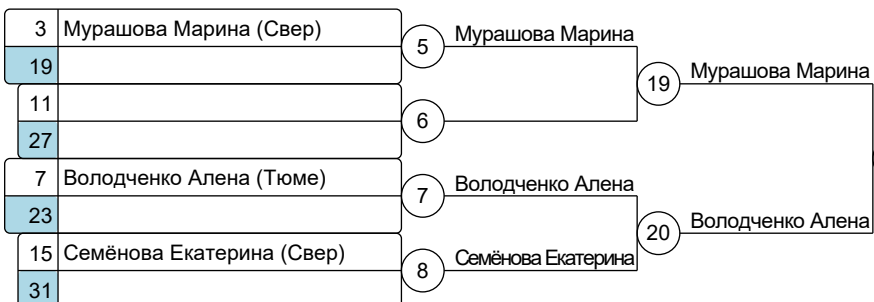 3 Мурашова Марина (Свер)
5 Мурашова Марина
19
19 Мурашова Марина
11
6
27
7 Володченко Алена (Тюме)
7 Володченко Алена
23
20 Володченко Алена
15 Семёнова Екатерина (Свер)
8 Семёнова Екатерина
31